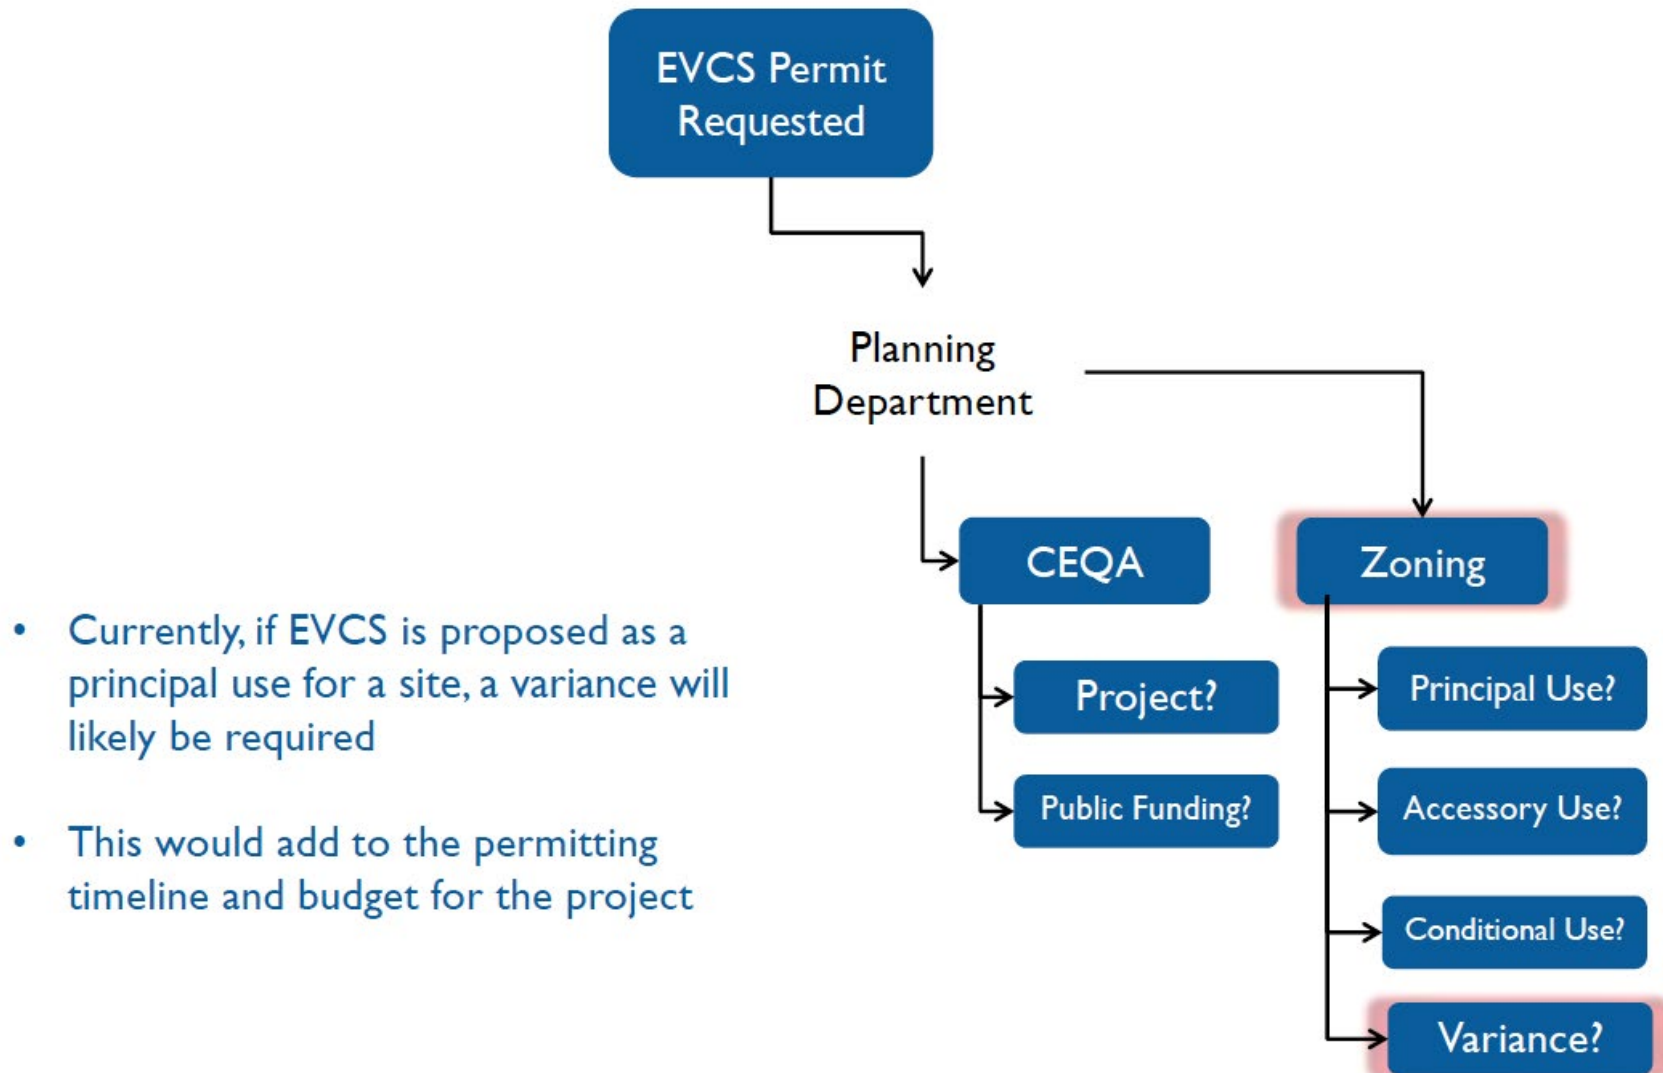 EVCS Permit
Requested
Planning
Department
CEQA
Zoning
Project?
Public Funding?
Principal Use?
Accessory Use?
Conditional Use?
Variance?
• Currently, if EVCS is proposed as a
principal use for a site, a variance will
likely be required
• This would add to the permitting
timeline and budget for the project